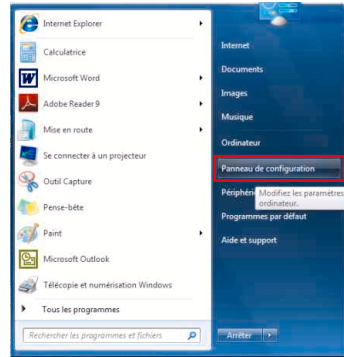 Internet Explorer
Calculatrice
Microsoft Word
Adobe Reader 9
Mise en route
Se connecter à un projecteur
Outil Capture
Pense-bête
Paint
Microsoft Outlook
Télécopie et numérisation Windows
Tous les programmes
Rechercher les programmes et fichiers
Internet
Documents
Images
Musique
Ordinateur
Panneau de configuration
Périphéri
Modifiez les paramètres
ordinateur.
Programmes par défaut
Aide et support
Arrêter